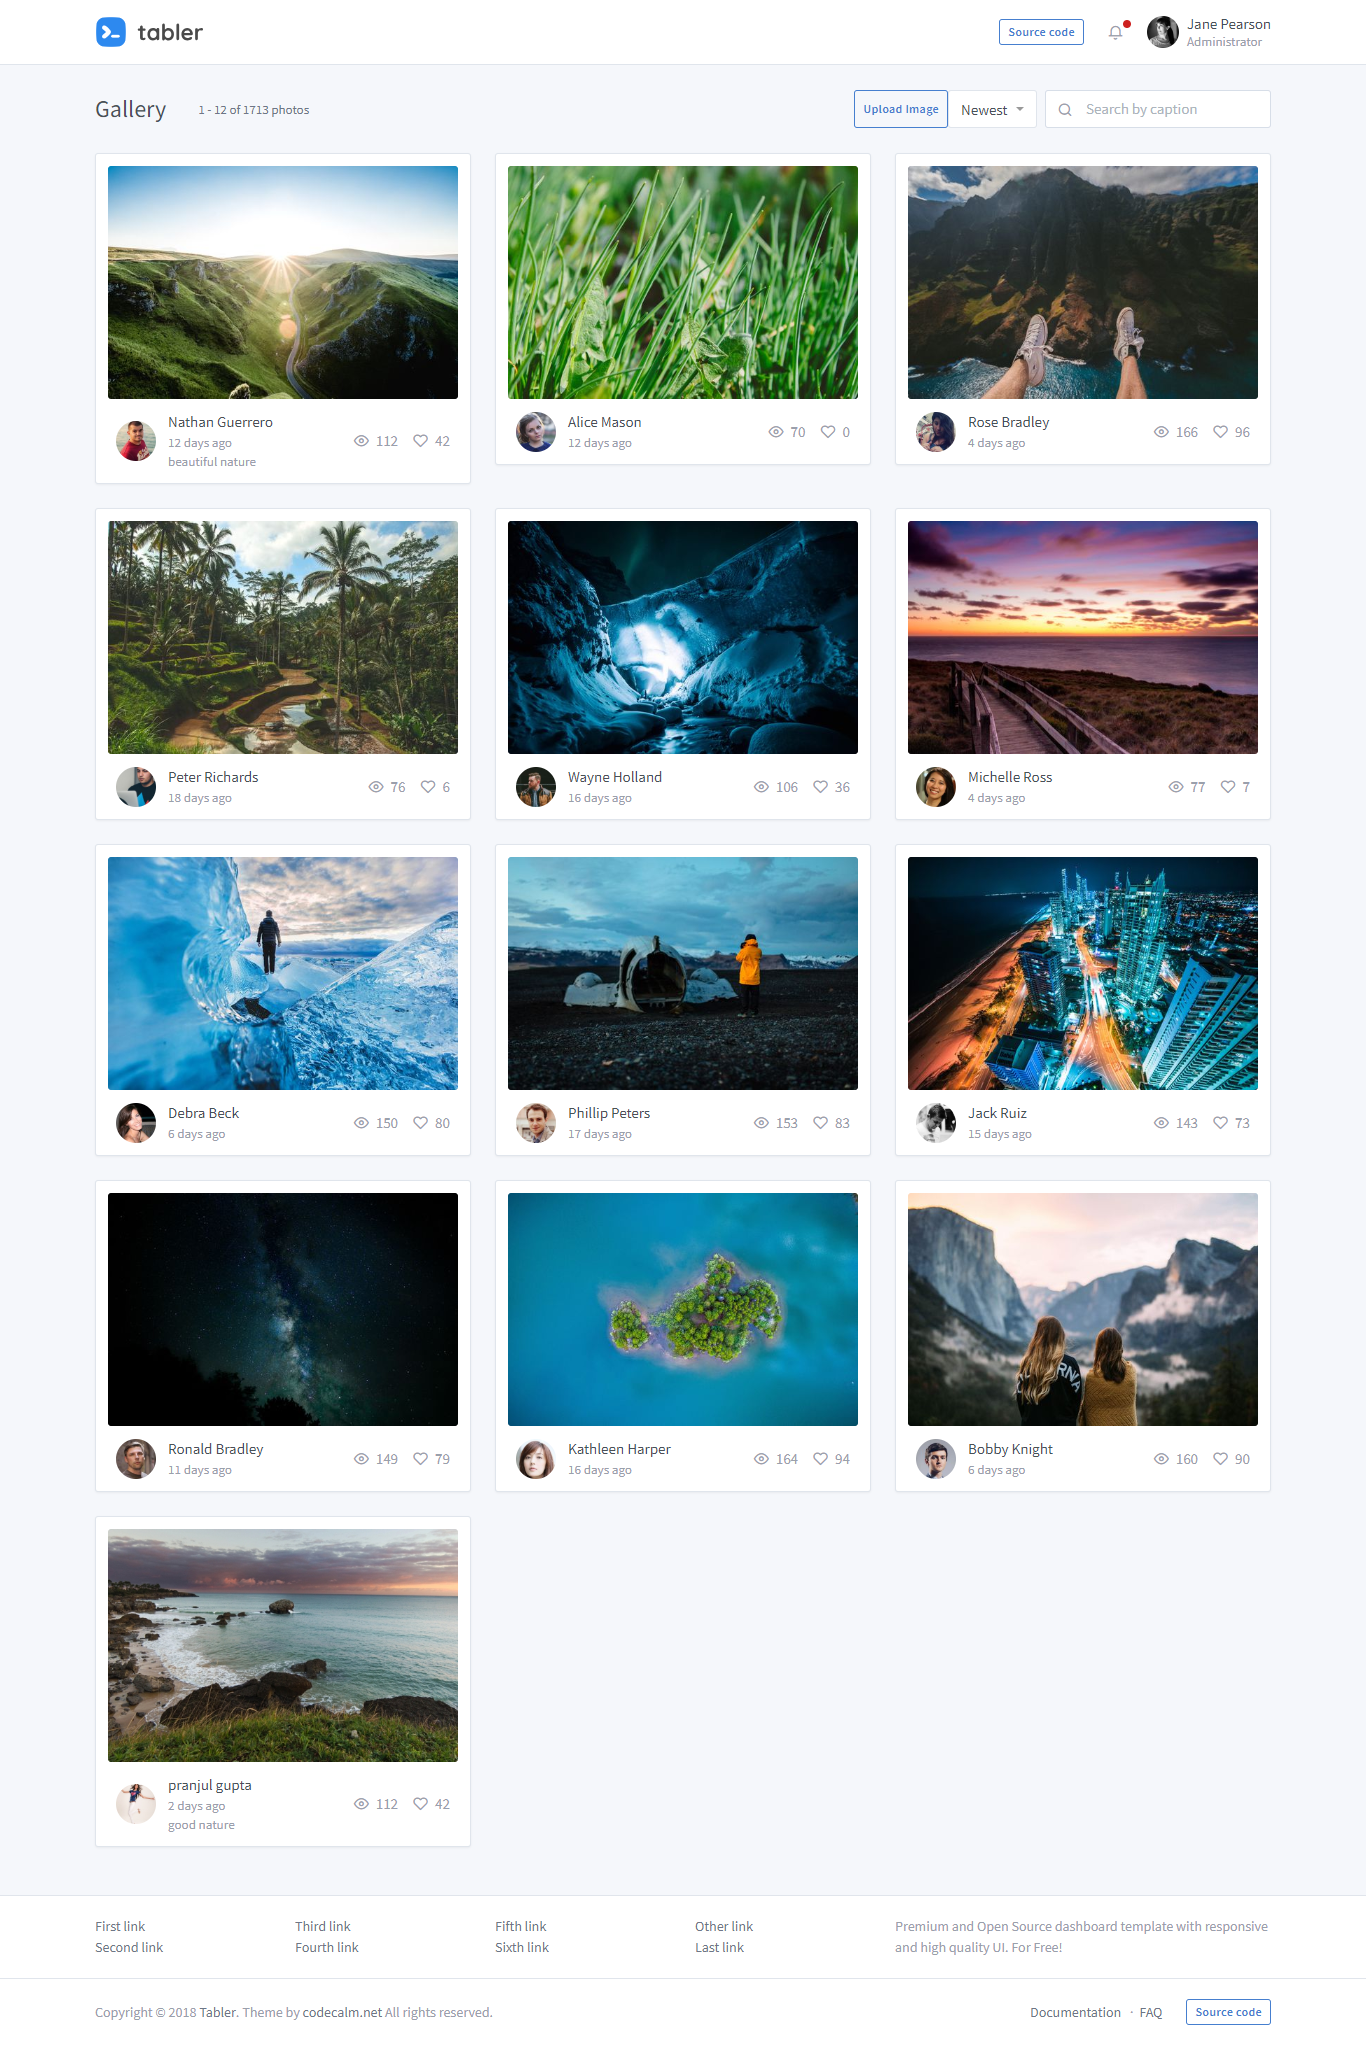 tabler
Source code
Jane Pearson
Administrator
Gallery
1 - 12 of 1713 photos
Upload Image
Newest
Search by caption
Nathan Guerrero
12 days ago
beautiful nature
112
42
Alice Mason
12 days ago
70
0
Rose Bradley
4 days ago
166
96
Peter Richards
18 days ago
76
6
Wayne Holland
16 days ago
106
36
Michelle Ross
4 days ago
77
7
Debra Beck
6 days ago
150
80
Phillip Peters
17 days ago
153
83
Jack Ruiz
15 days ago
143
73
Ronald Bradley
11 days ago
149
79
Kathleen Harper
16 days ago
164
94
Bobby Knight
6 days ago
160
90
pranjul gupta
2 days ago
good nature
112
42
First link
Second link
Third link
Fourth link
Fifth link
Sixth link
Other link
Last link
Premium and Open Source dashboard template with responsive
and high quality UI. For Free!
Copyright © 2018 Tabler. Theme by codecalm.net All rights reserved.
Documentation · FAQ
Source code